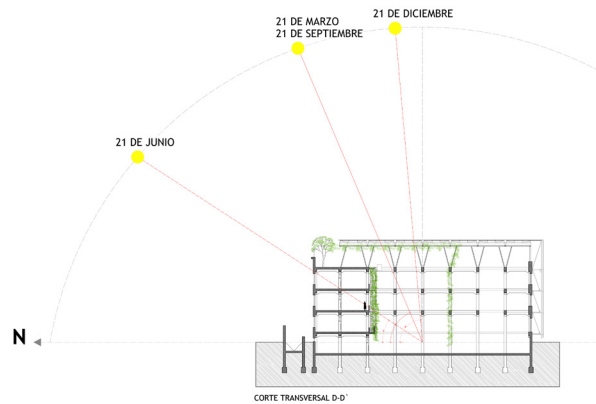 21 DE DICIEMBRE
21 DE MARZO
21 DE SEPTIEMBRE
21 DE JUNIO
N
CORTE TRANSVERSAL D-D`